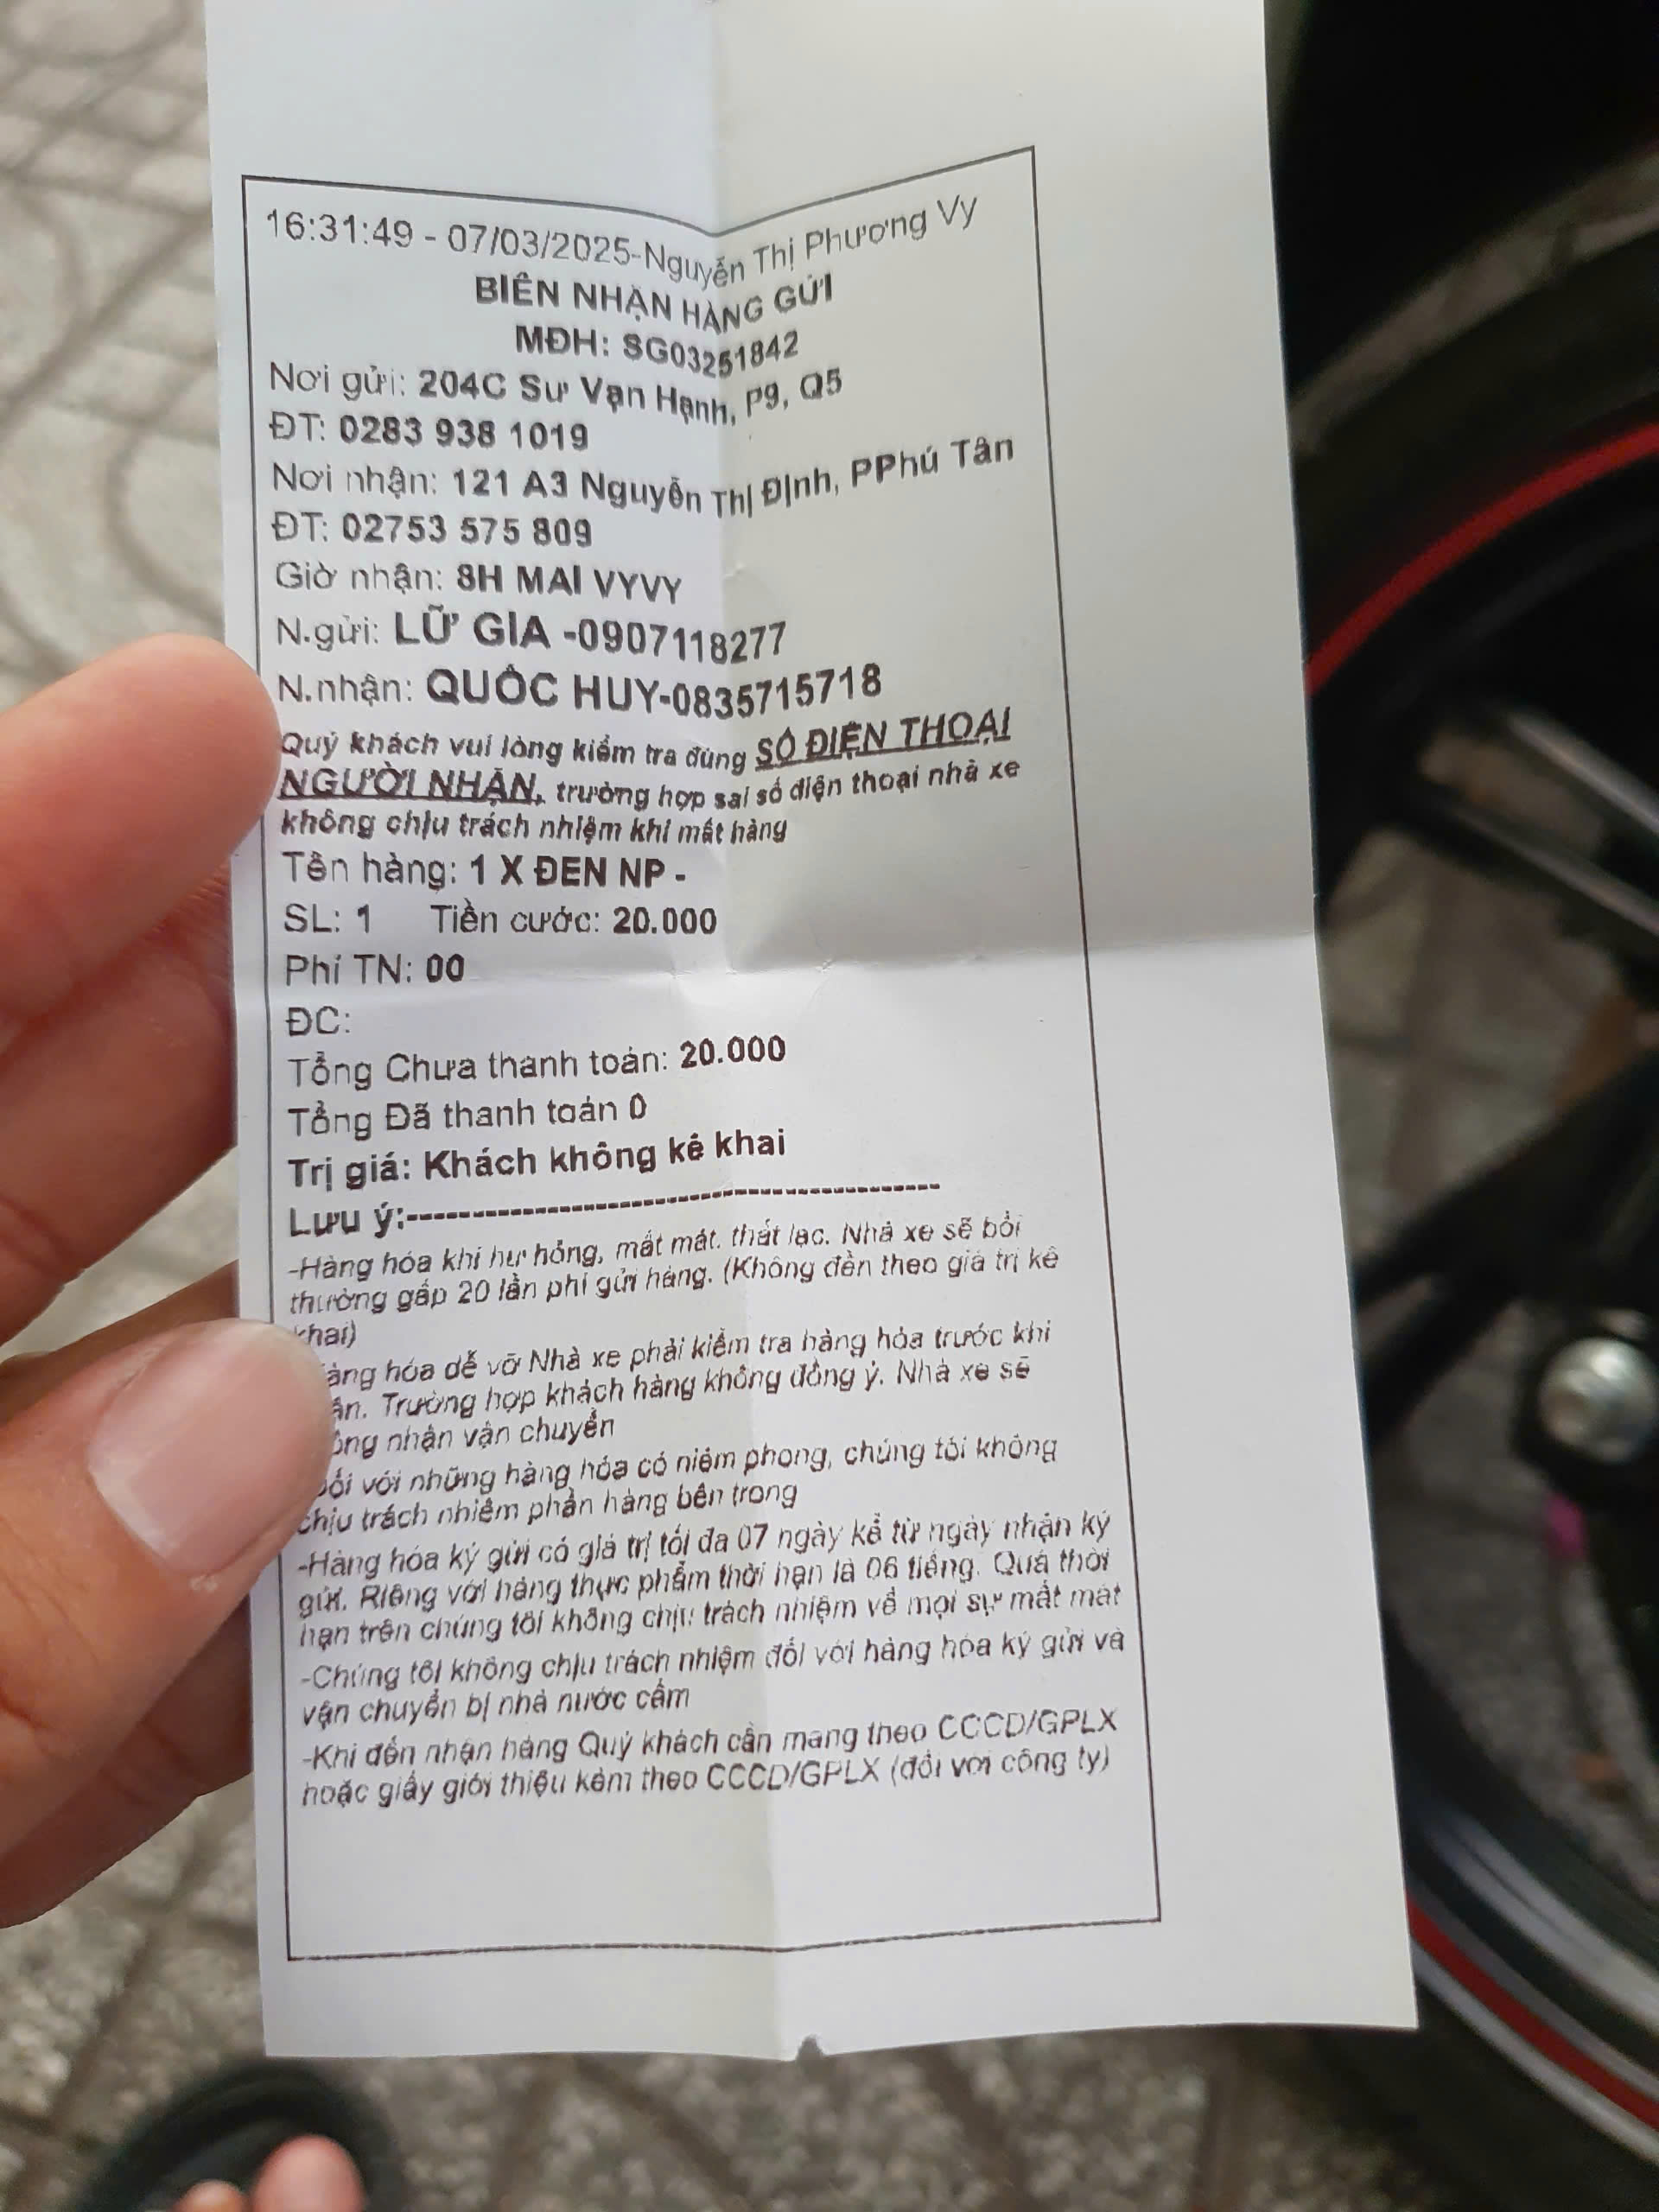 16:31:49 - 07/03/2025-Nguyễn Thị Phương Vy
BIÊN NHẬN HÀNG GỬI
MĐH: SG03251842
Nơi gửi: 204C Sư Vạn Hạnh, P9, Q5
ĐT: 0283 938 1019
Nơi nhận: 121 A3 Nguyễn Thị Định, PPhú Tân
ĐT: 02753 575 809
Giờ nhận: 8H MAI VYVY
N.gửi: LỮ GIA -0907118277
N.nhận: QUỐC HUY-0835715718
Quý khách vui lòng kiểm tra đúng SỐ ĐIỆN THOẠI
NGƯỜI NHẬN, trường hợp sai số điện thoại nhà xe
không chịu trách nhiệm khi mất hàng
Tên hàng: 1 X ĐEN NP -
SL: 1 Tiền cước: 20.000
Phí TN: 00
ĐC:
Tổng Chưa thanh toán: 20.000
Tổng Đã thanh toán 0
Trị giá: Khách không kê khai
Lưu ý:-----------------------------------------
-Hàng hóa khi hư hỏng, mất mát. thất lạc. Nhà xe sẽ bồi
thường gấp 20 lần phí gửi hàng. (Không đền theo giá trị kê
khai)
hóa dễ vỡ Nhà xe phải kiểm tra hàng hóa trước khi
Trường hợp khách hàng không đồng ý. Nhà xe sẽ
nhận vận chuyển
với những hàng hóa có niêm phong, chúng tôi không
chịu trách nhiệm phần hàng bên trong
-Hàng hóa ký gửi có giá trị tối đa 07 ngày kể từ ngày nhận ký
gửi. Riêng với hàng thực phẩm thời hạn là 06 tiếng. Quá thời
hạn trên chúng tôi không chịu trách nhiệm về mọi sự mất mát
-Chúng tôi không chịu trách nhiệm đối với hàng hóa ký gửi và
vận chuyển bị nhà nước cấm
-Khi đến nhận hàng Quý khách cần mang theo CCCD/GPLX
hoặc giấy giới thiệu kèm theo CCCD/GPLX (đối với công ty)